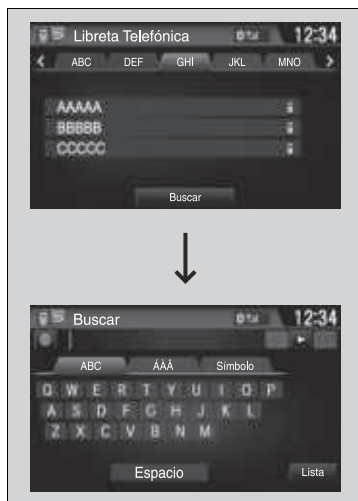 Libreta Telefónica 12:34
ABC DEF GHI JKL MNO
AAAAA
BBBBB
CCCCC
Buscar
Buscar 12:34
ABC ÁÀÂ Símbolo
Q W E R T Y U I O P
A S D F G H J K L
Z X C V B N M
Espacio Lista